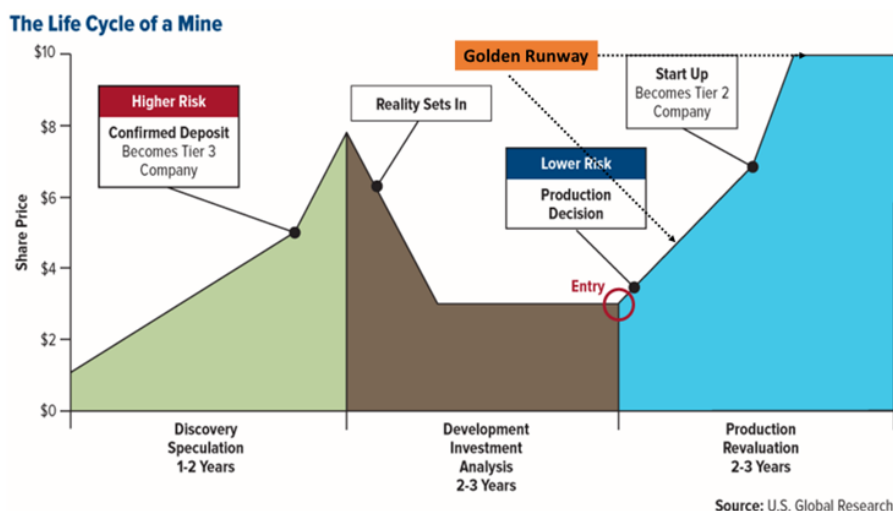 The Life Cycle of a Mine
$10
$8
$6
$4
$2
$0
Share Price
Higher Risk
Confirmed Deposit
Becomes Tier 3
Company
Reality Sets In
Golden Runway
Start Up
Becomes Tier 2
Company
Lower Risk
Production
Decision
Entry
Discovery
Speculation
1-2 Years
Development
Investment
Analysis
2-3 Years
Production
Revaluation
2-3 Years
Source: U.S. Global Research